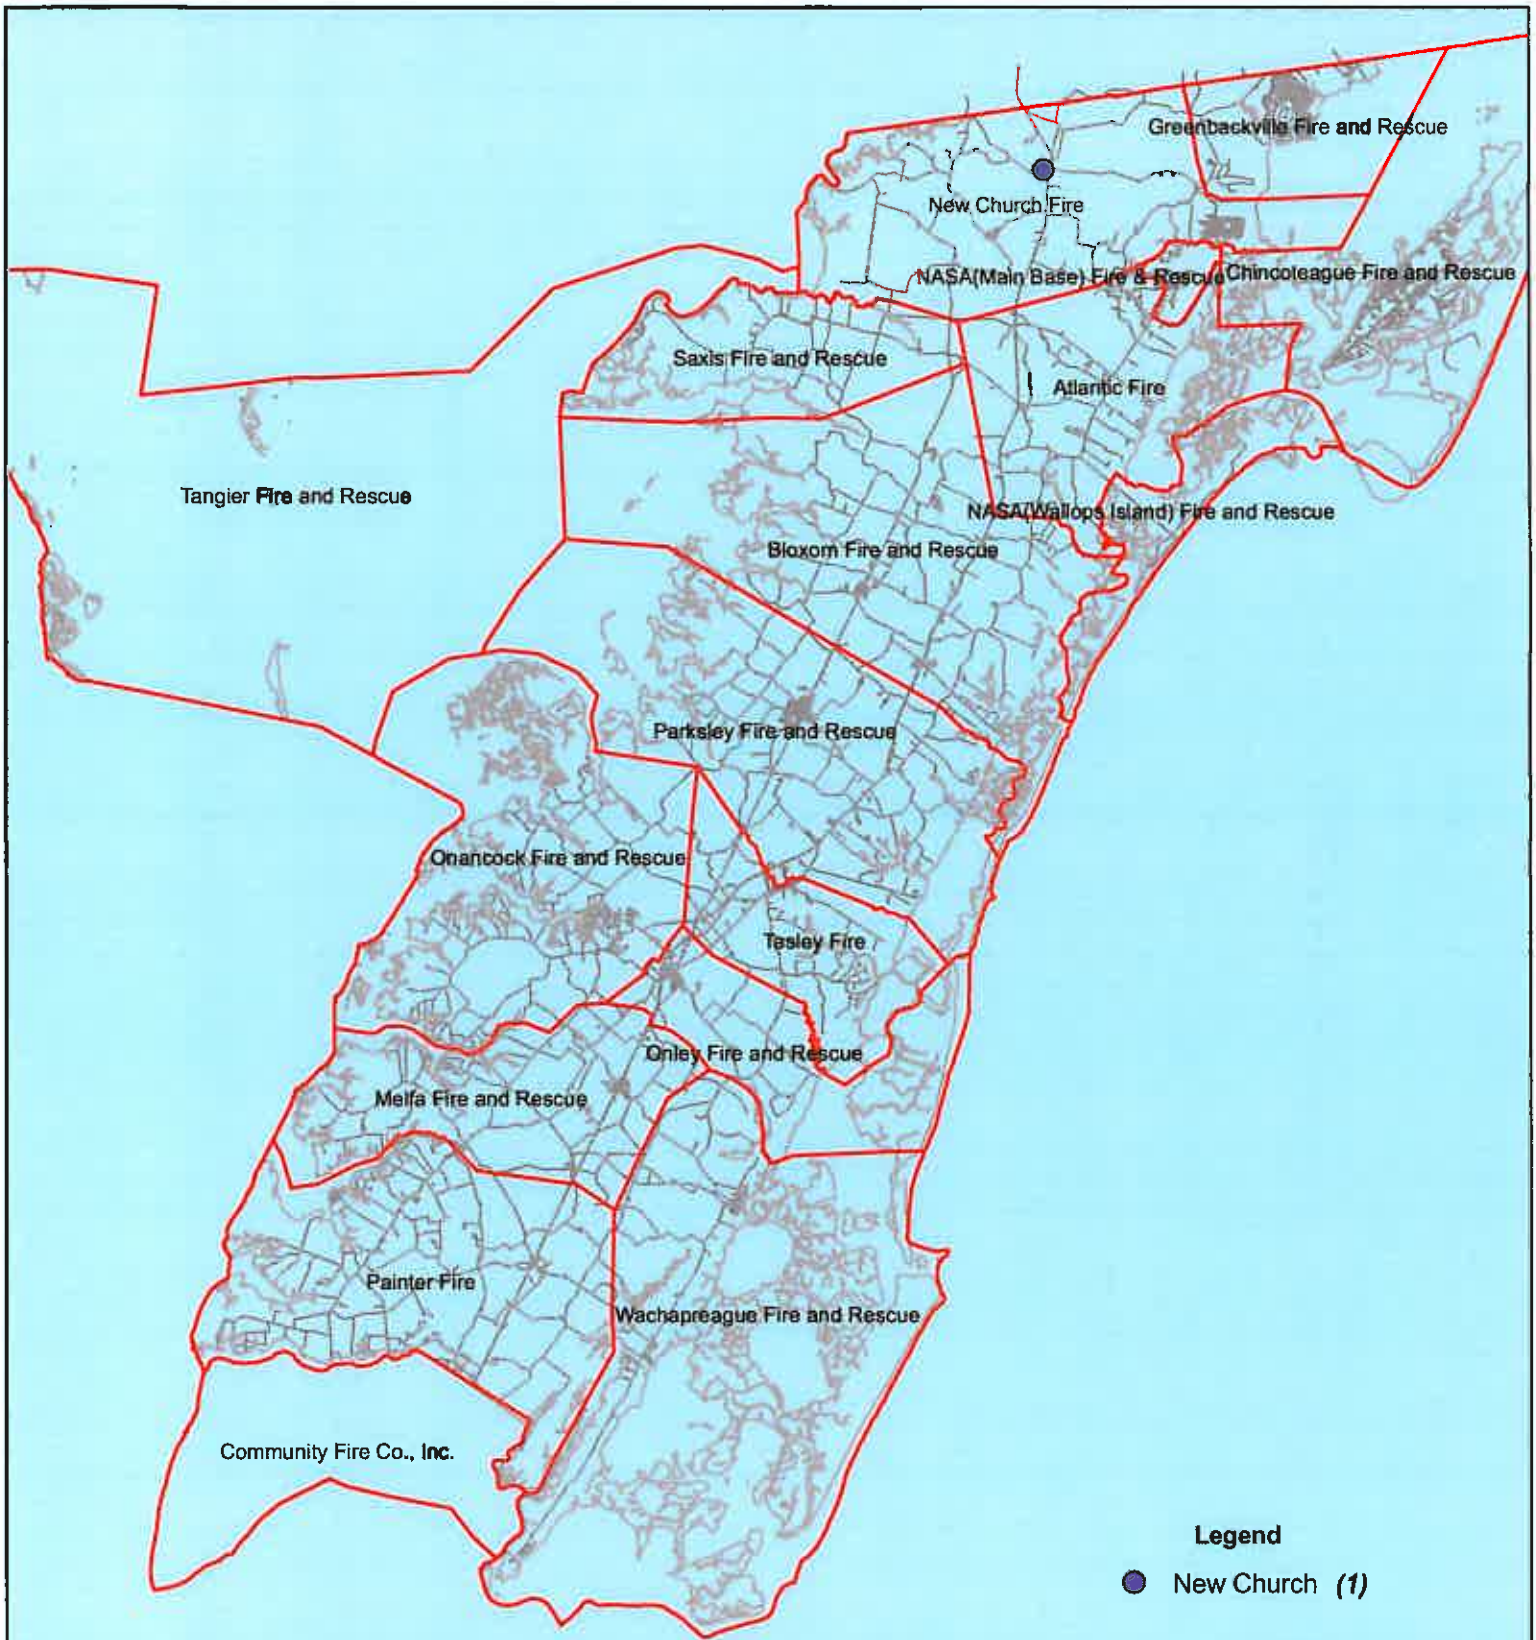 Greenbackville Fire and Rescue
New Church Fire
NASA(Main Base) Fire & Rescue
Chincoteague Fire and Rescue
Saxis Fire and Rescue
Atlantic Fire
Tangier Fire and Rescue
NASA(Wallops Island) Fire and Rescue
Bloxom Fire and Rescue
Parksley Fire and Rescue
Onancock Fire and Rescue
Tasley Fire
Onley Fire and Rescue
Melfa Fire and Rescue
Painter Fire
Wachapreague Fire and Rescue
Community Fire Co., Inc.
Legend
New Church (1)